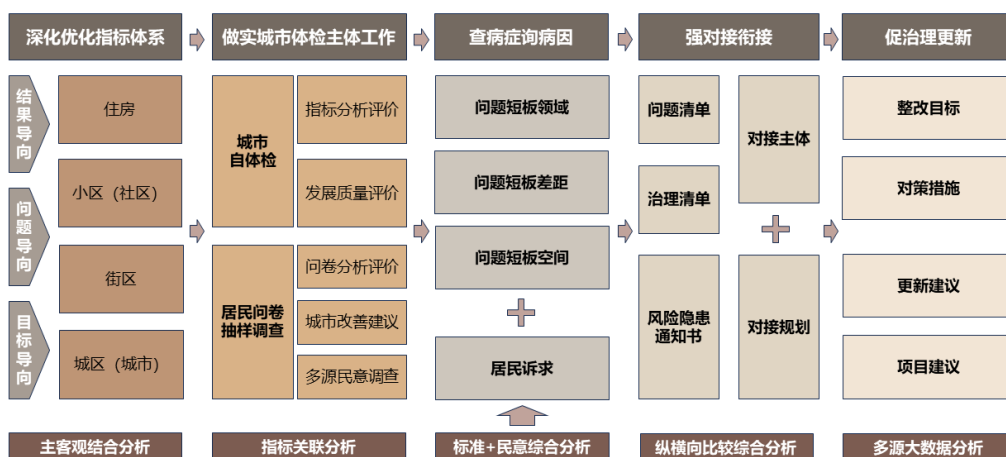 深化优化指标体系
做实城市体检主体工作
查病症询病因
强对接衔接
促治理更新
结果导向
问题导向
目标导向
住房
小区（社区）
街区
城区（城市）
城市
自体检
指标分析评价
发展质量评价
居民问卷
抽样调查
问卷分析评价
城市改善建议
多源民意调查
问题短板领域
问题短板差距
问题短板空间
居民诉求
问题清单
治理清单
风险隐患
通知书
对接主体
对接规划
整改目标
对策措施
更新建议
项目建议
主客观结合分析
指标关联分析
标准+民意综合分析
纵横向比较综合分析
多源大数据分析